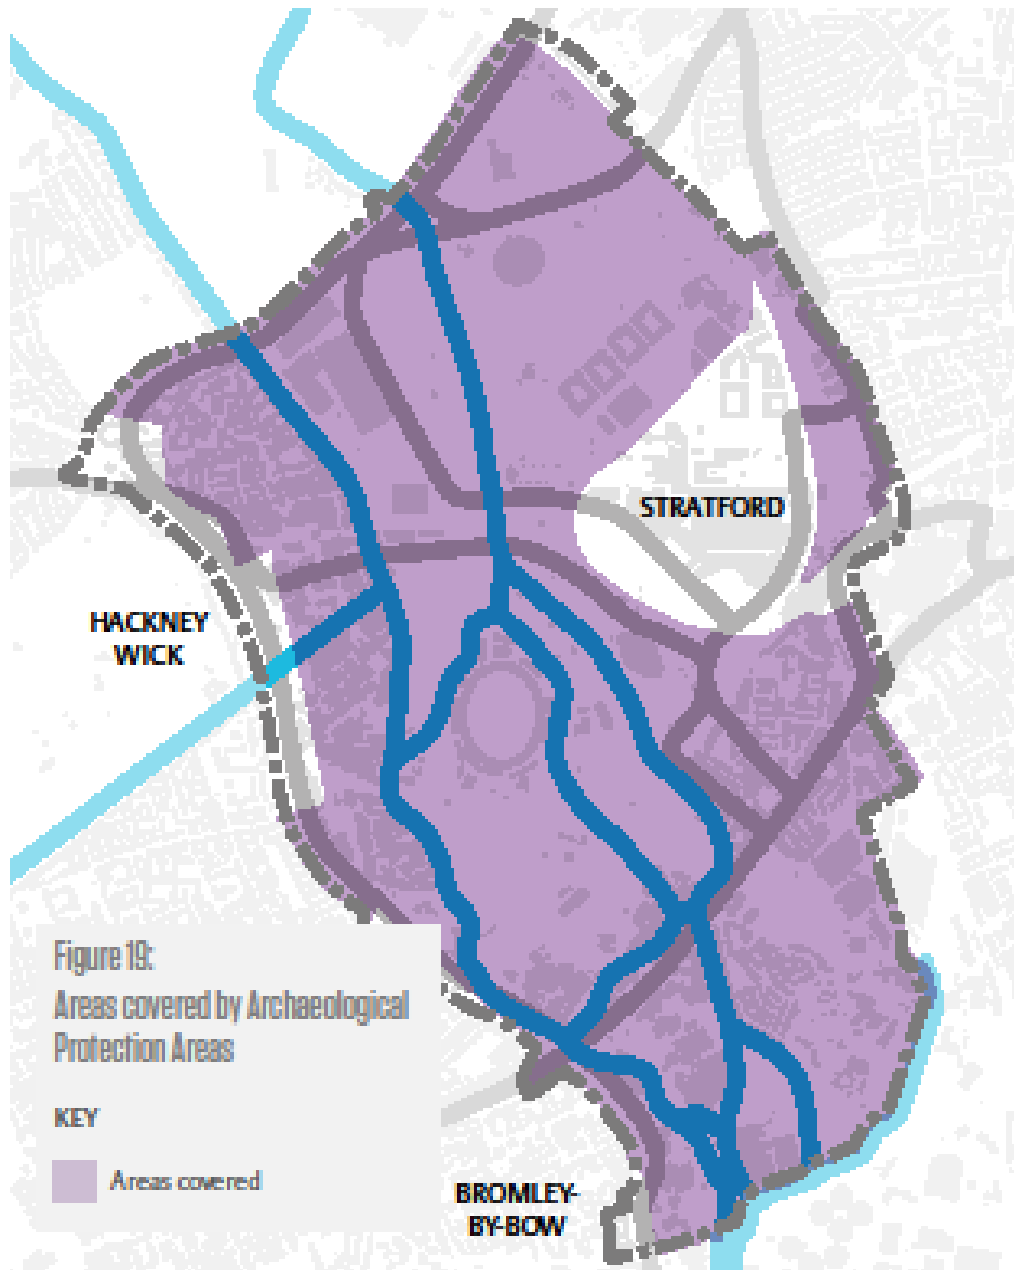 STRATFORD
HACKNEY
WICK
Figure 19:
Areas covered by Archaeological
Protection Areas
KEY
Areas covered
BROMLEY-
BY-BOW